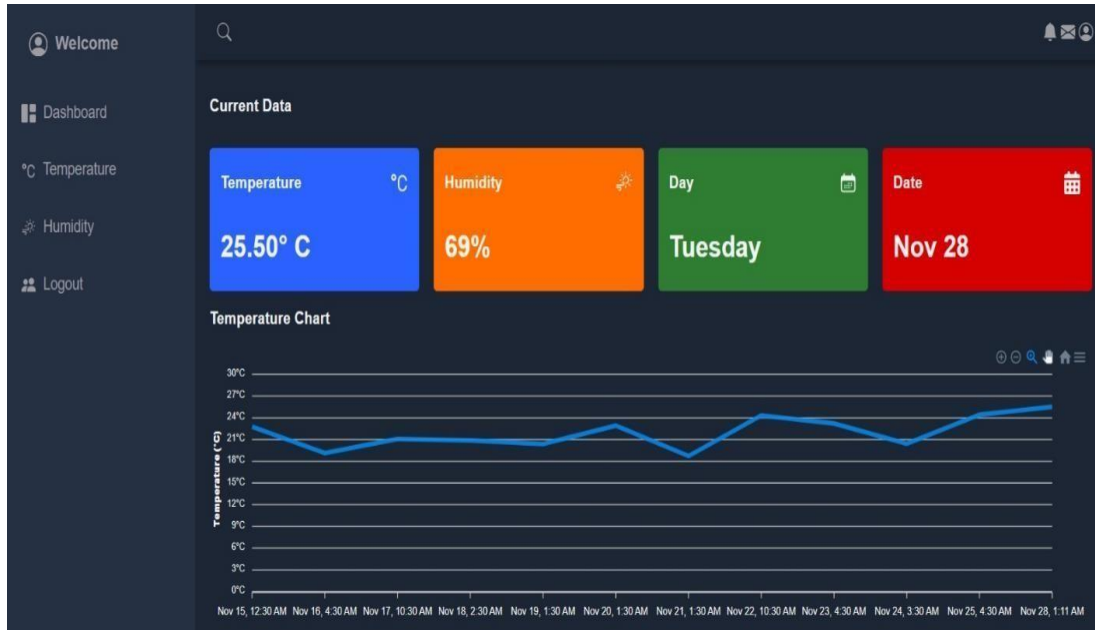 Welcome
Dashboard
°C Temperature
Humidity
Logout
Current Data
Temperature °C
25.50° C
Humidity
69%
Day
Tuesday
Date
Nov 28
Temperature Chart
Temperature (°C)
30°C
27°C
24°C
21°C
18°C
15°C
12°C
9°C
6°C
3°C
0°C
Nov 15, 12:30 AM Nov 16, 4:30 AM Nov 17, 10:30 AM Nov 18, 2:30 AM Nov 19, 1:30 AM Nov 20, 1:30 AM Nov 21, 1:30 AM Nov 22, 10:30 AM Nov 23, 4:30 AM Nov 24, 3:30 AM Nov 25, 4:30 AM Nov 28, 1:11 AM